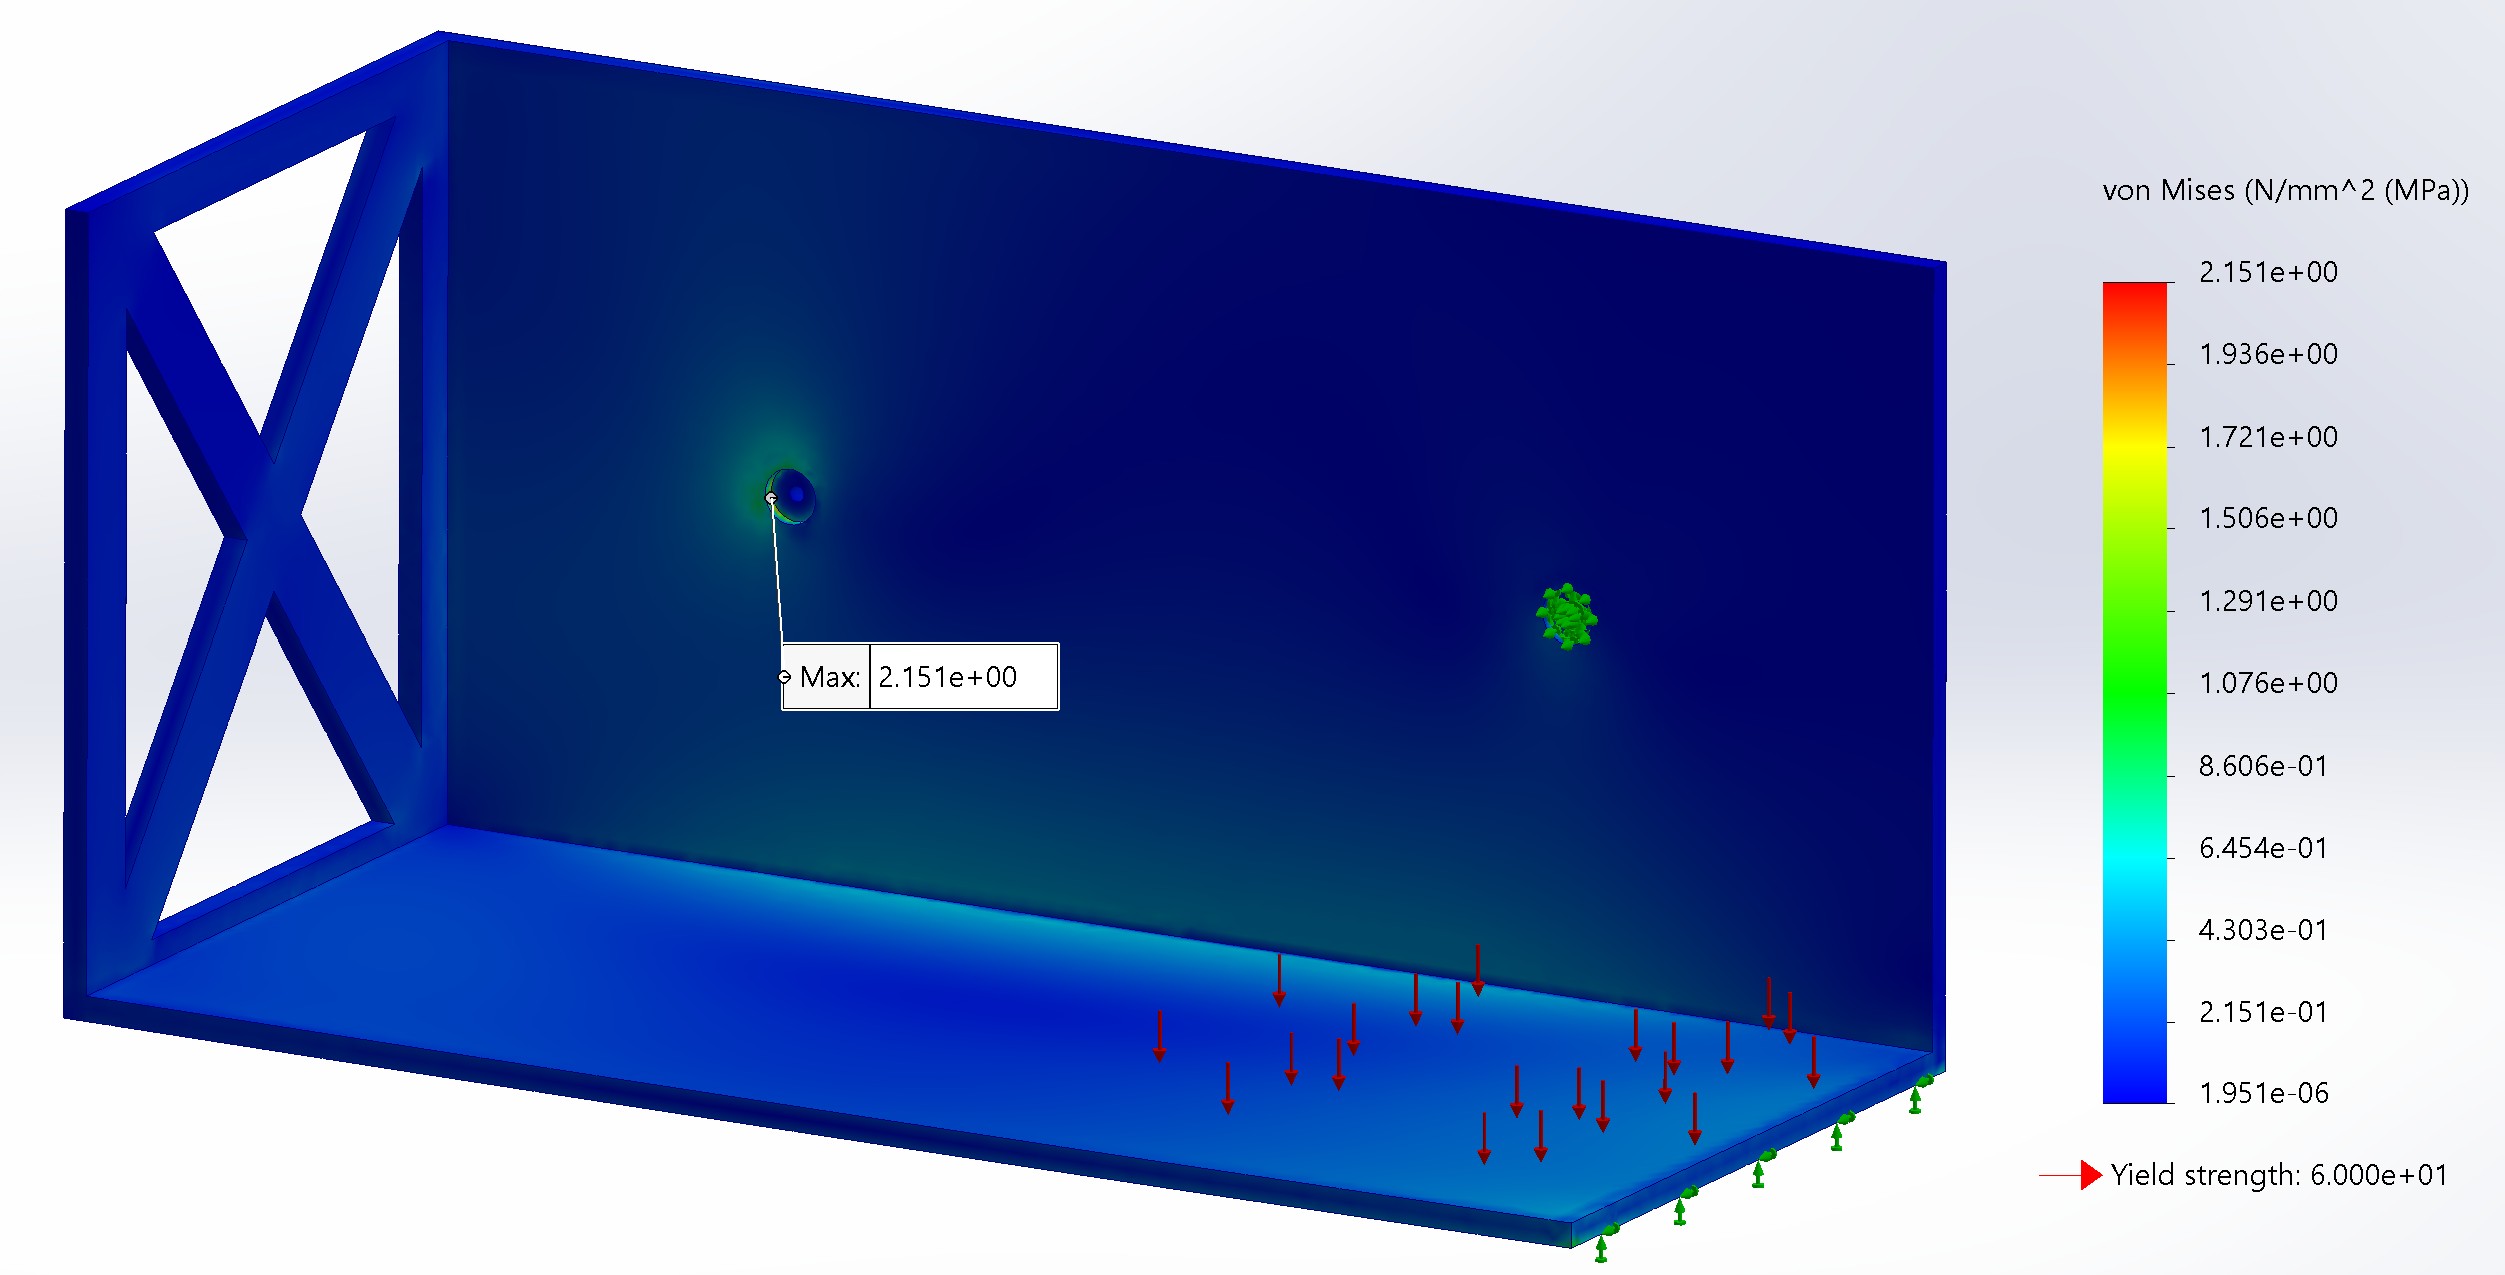 von Mises (N/mm^2 (MPa))
2.151e+00
1.936e+00
1.721e+00
1.506e+00
1.291e+00
1.076e+00
8.606e-01
6.454e-01
4.303e-01
2.151e-01
1.951e-06
Yield strength: 6.000e+01
Max: 2.151e+00